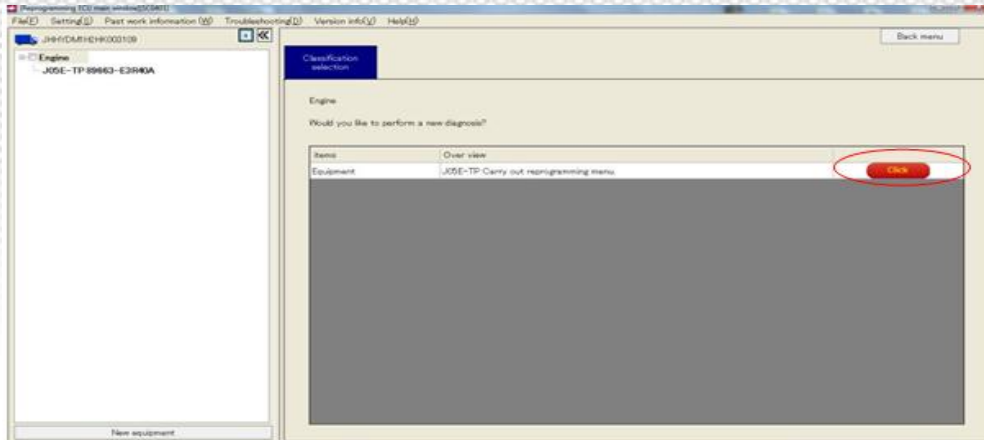 [Reprogramming ECU main window][SC0801]
File(F) Setting(S) Past work information (W) Troubleshooting(D) Version info(V) Help(H)
JHHYDM1H2HK003109
Back menu
Engine
J05E-TP 89663-E3R40A
Classification
selection
Engine
Would you like to perform a new diagnosis?
Items Over view
Equipment J05E-TP Carry out reprogramming menu.
Click
New equipment